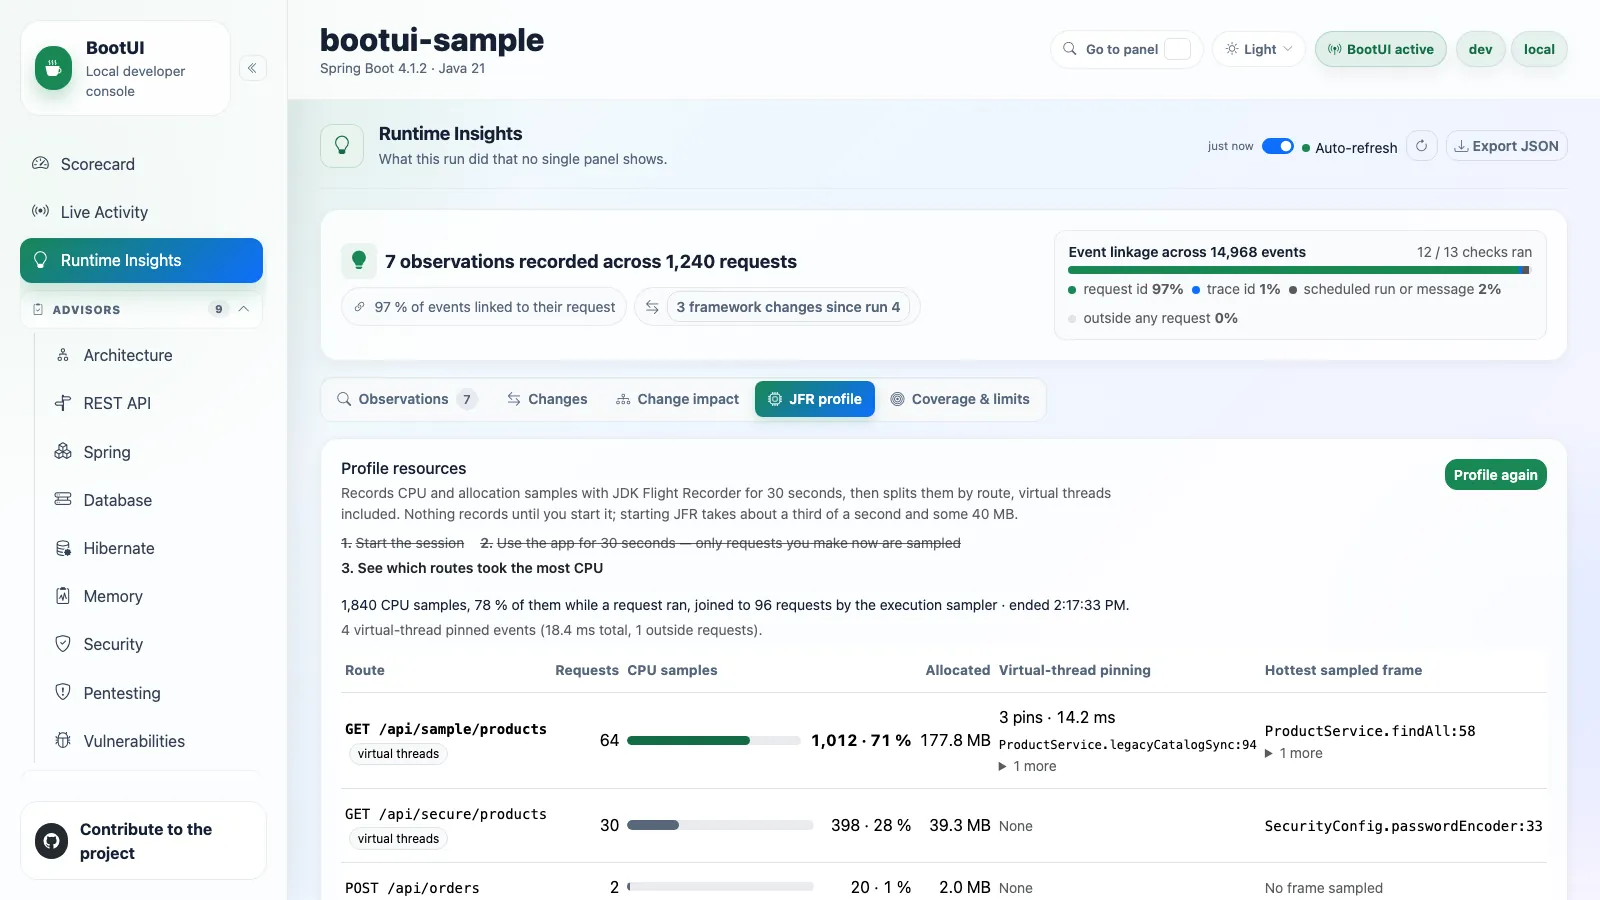 BootUI
Local developer
console
Scorecard
Live Activity
Runtime Insights
ADVISORS 9
Architecture
REST API
Spring
Database
Hibernate
Memory
Security
Pentesting
Vulnerabilities
Contribute to the
project
bootui-sample
Spring Boot 4.1.2 · Java 21
Go to panel
Light
BootUI active
dev
local
Runtime Insights
What this run did that no single panel shows.
just now
Auto-refresh
Export JSON
7 observations recorded across 1,240 requests
97 % of events linked to their request
3 framework changes since run 4
Event linkage across 14,968 events 12 / 13 checks ran
request id 97% trace id 1% scheduled run or message 2%
outside any request 0%
Observations 7
Changes
Change impact
JFR profile
Coverage & limits
Profile resources
Profile again
Records CPU and allocation samples with JDK Flight Recorder for 30 seconds, then splits them by route, virtual threads
included. Nothing records until you start it; starting JFR takes about a third of a second and some 40 MB.
1. Start the session 2. Use the app for 30 seconds — only requests you make now are sampled
3. See which routes took the most CPU
1,840 CPU samples, 78 % of them while a request ran, joined to 96 requests by the execution sampler · ended 2:17:33 PM.
4 virtual-thread pinned events (18.4 ms total, 1 outside requests).
Route Requests CPU samples Allocated Virtual-thread pinning Hottest sampled frame
GET /api/sample/products
virtual threads
64 1,012 · 71 % 177.8 MB
3 pins · 14.2 ms
ProductService.legacyCatalogSync:94
1 more
ProductService.findAll:58
1 more
GET /api/secure/products
virtual threads
30 398 · 28 % 39.3 MB None SecurityConfig.passwordEncoder:33
POST /api/orders 2 20 · 1 % 2.0 MB None No frame sampled